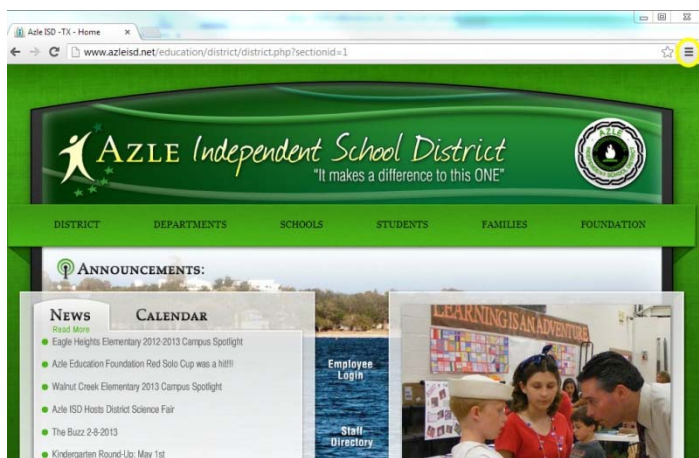 Azle ISD -TX - Home
www.azleisd.net/education/district/district.php?sectionid=1
AZLE Independent School District
"It makes a difference to this ONE"
AZLE
INDEPENDENT SCHOOL DISTRICT
DISTRICT DEPARTMENTS SCHOOLS STUDENTS FAMILIES FOUNDATION
ANNOUNCEMENTS:
NEWS CALENDAR
Read More
Eagle Heights Elementary 2012-2013 Campus Spotlight
Azle Education Foundation Red Solo Cup was a hit!!!
Walnut Creek Elementary 2013 Campus Spotlight
Azle ISD Hosts District Science Fair
The Buzz 2-8-2013
Kindergarten Round-Up: May 1st
Employee
Login
Staff
Directory
LEARNING IS AN ADVENTURE